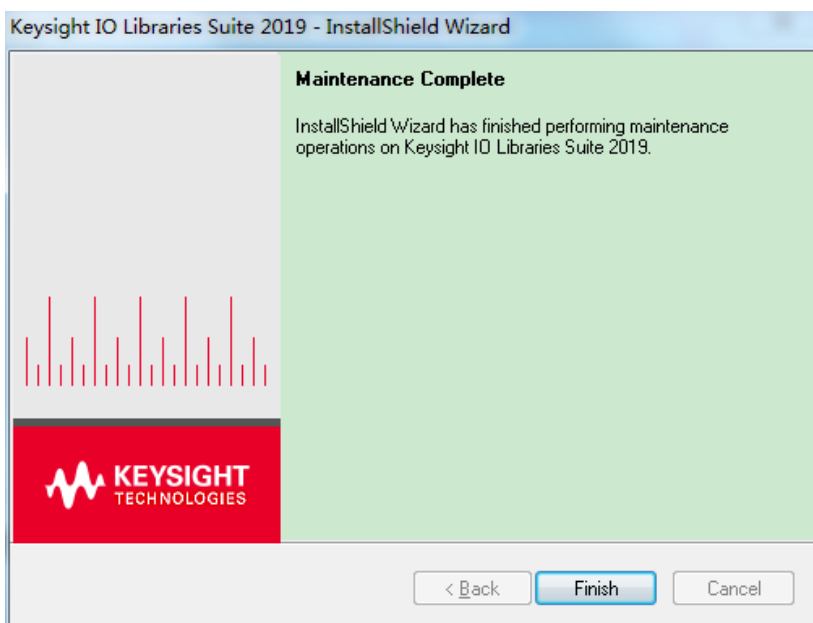 Keysight IO Libraries Suite 2019 - InstallShield Wizard
Maintenance Complete
InstallShield Wizard has finished performing maintenance
operations on Keysight IO Libraries Suite 2019.
KEYSIGHT
TECHNOLOGIES
< Back
Finish
Cancel